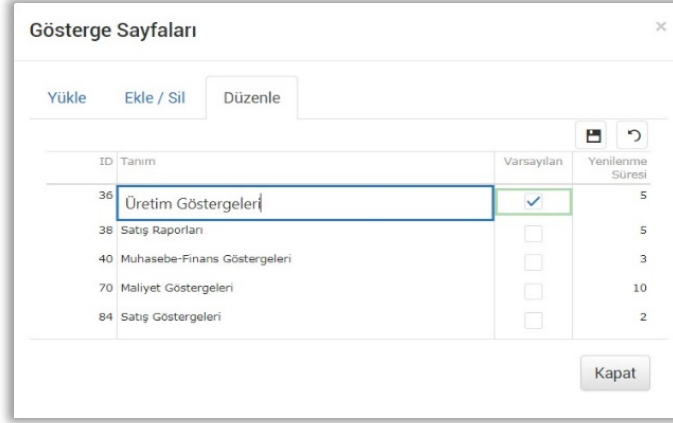 Gösterge Sayfaları
Yükle Ekle / Sil Düzenle
ID Tanım Varsayılan Yenilenme Süresi
36 Üretim Göstergeleri 5
38 Satış Raporları 5
40 Muhasebe-Finans Göstergeleri 3
70 Maliyet Göstergeleri 10
84 Satış Göstergeleri 2
Kapat